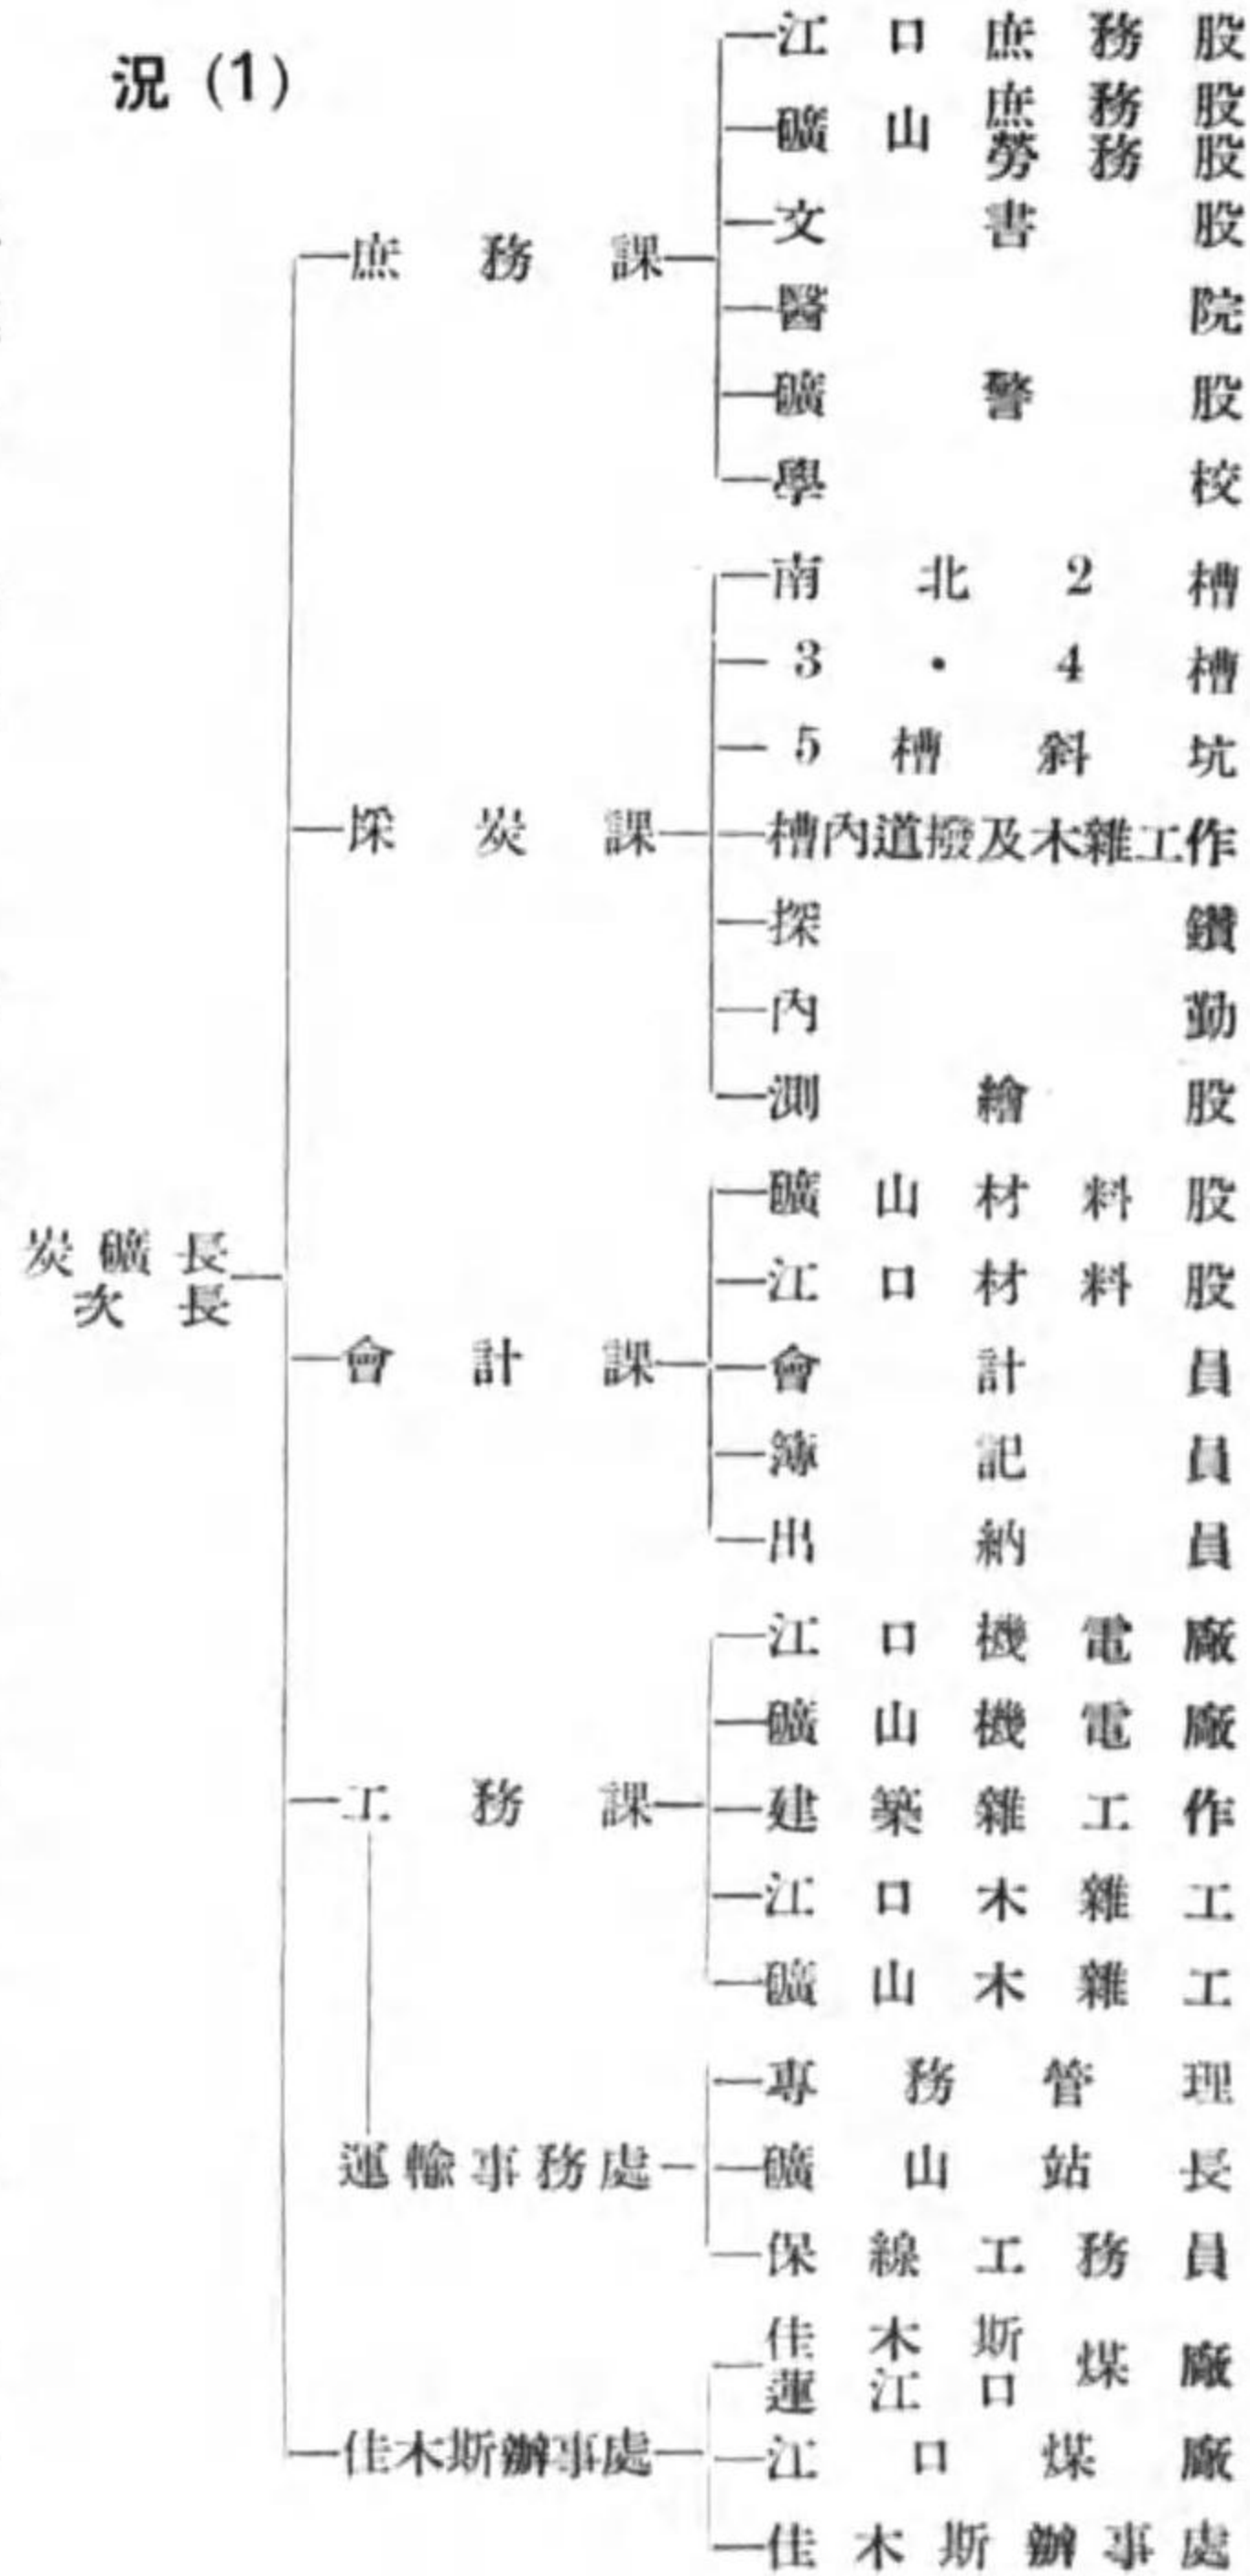 況 (1)
炭礦長
次長
庶務課
江口庶務股
礦山庶務股
勞務股
文書股
醫院
礦警股
學校
採炭課
南北2槽
3・4槽
5槽斜坑
槽內道撥及木雜工作
探鑽
內勤
測繪股
會計課
礦山材料股
江口材料股
會計員
簿記員
出納員
工務課
江口機電廠
礦山機電廠
建築雜工作
江口木雜工
礦山木雜工
運輸事務處
專務管理
礦山站長
保線工務員
佳木斯辦事處
佳木斯煤廠
蓮江口
江口煤廠
佳木斯辦事處